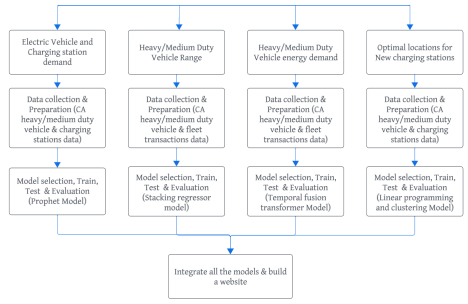 Electric Vehicle and
Charging station
demand
Heavy/Medium Duty
Vehicle Range
Heavy/Medium Duty
Vehicle energy demand
Optimal locations for
New charging stations
Data collection &
Preparation (CA
heavy/medium duty
vehicle & charging
stations data)
Data collection &
Preparation (CA
heavy/medium duty
vehicle & fleet
transactions data)
Data collection &
Preparation (CA
heavy/medium duty
vehicle & fleet
transactions data)
Data collection &
Preparation (CA
heavy/medium duty
vehicle & charging
stations data)
Model selection, Train,
Test & Evaluation
(Prophet Model)
Model selection, Train,
Test & Evaluation
(Stacking regressor
model)
Model selection, Train,
Test & Evaluation
(Temporal fusion
transformer Model)
Model selection, Train,
Test & Evaluation
(Linear programming
and clustering Model)
Integrate all the models & build
a website